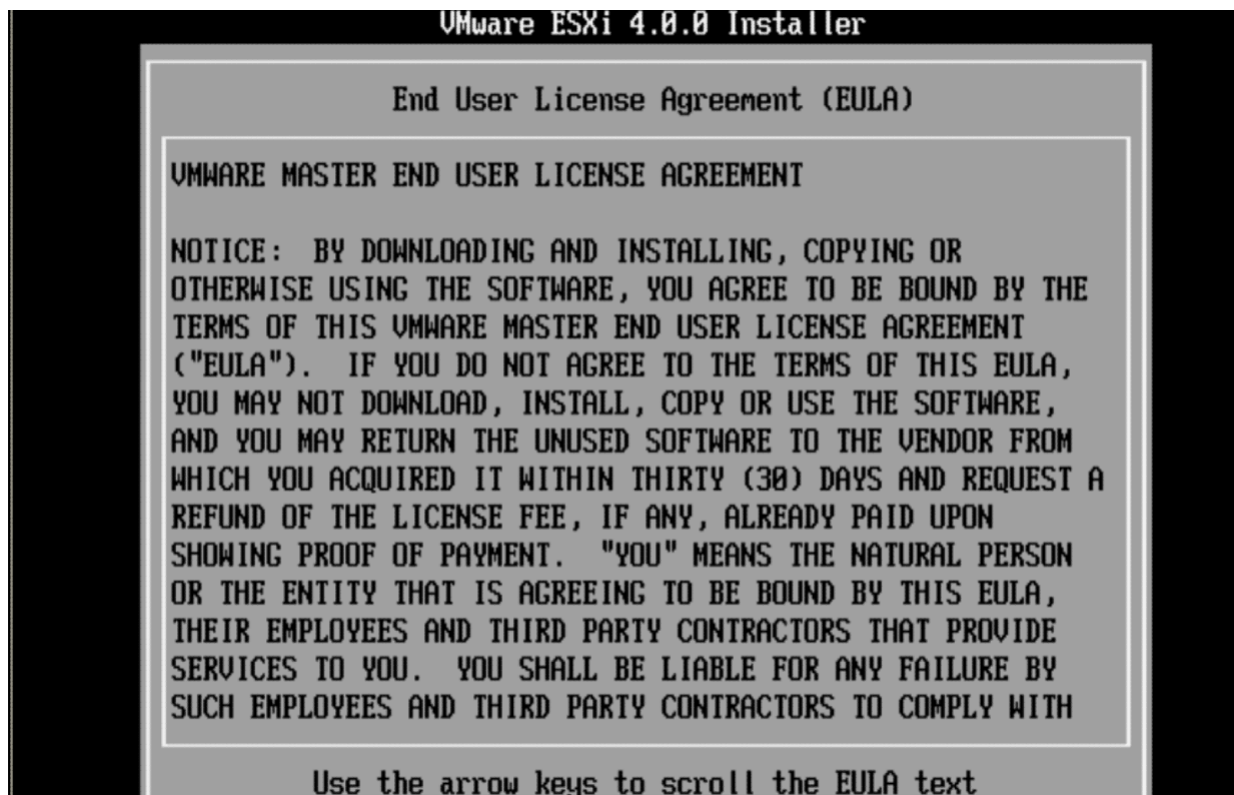 VMware ESXi 4.0.0 Installer
End User License Agreement (EULA)
VMWARE MASTER END USER LICENSE AGREEMENT
NOTICE:  BY DOWNLOADING AND INSTALLING, COPYING OR
OTHERWISE USING THE SOFTWARE, YOU AGREE TO BE BOUND BY THE
TERMS OF THIS VMWARE MASTER END USER LICENSE AGREEMENT
("EULA").  IF YOU DO NOT AGREE TO THE TERMS OF THIS EULA,
YOU MAY NOT DOWNLOAD, INSTALL, COPY OR USE THE SOFTWARE,
AND YOU MAY RETURN THE UNUSED SOFTWARE TO THE VENDOR FROM
WHICH YOU ACQUIRED IT WITHIN THIRTY (30) DAYS AND REQUEST A
REFUND OF THE LICENSE FEE, IF ANY, ALREADY PAID UPON
SHOWING PROOF OF PAYMENT.  "YOU" MEANS THE NATURAL PERSON
OR THE ENTITY THAT IS AGREEING TO BE BOUND BY THIS EULA,
THEIR EMPLOYEES AND THIRD PARTY CONTRACTORS THAT PROVIDE
SERVICES TO YOU.  YOU SHALL BE LIABLE FOR ANY FAILURE BY
SUCH EMPLOYEES AND THIRD PARTY CONTRACTORS TO COMPLY WITH
Use the arrow keys to scroll the EULA text